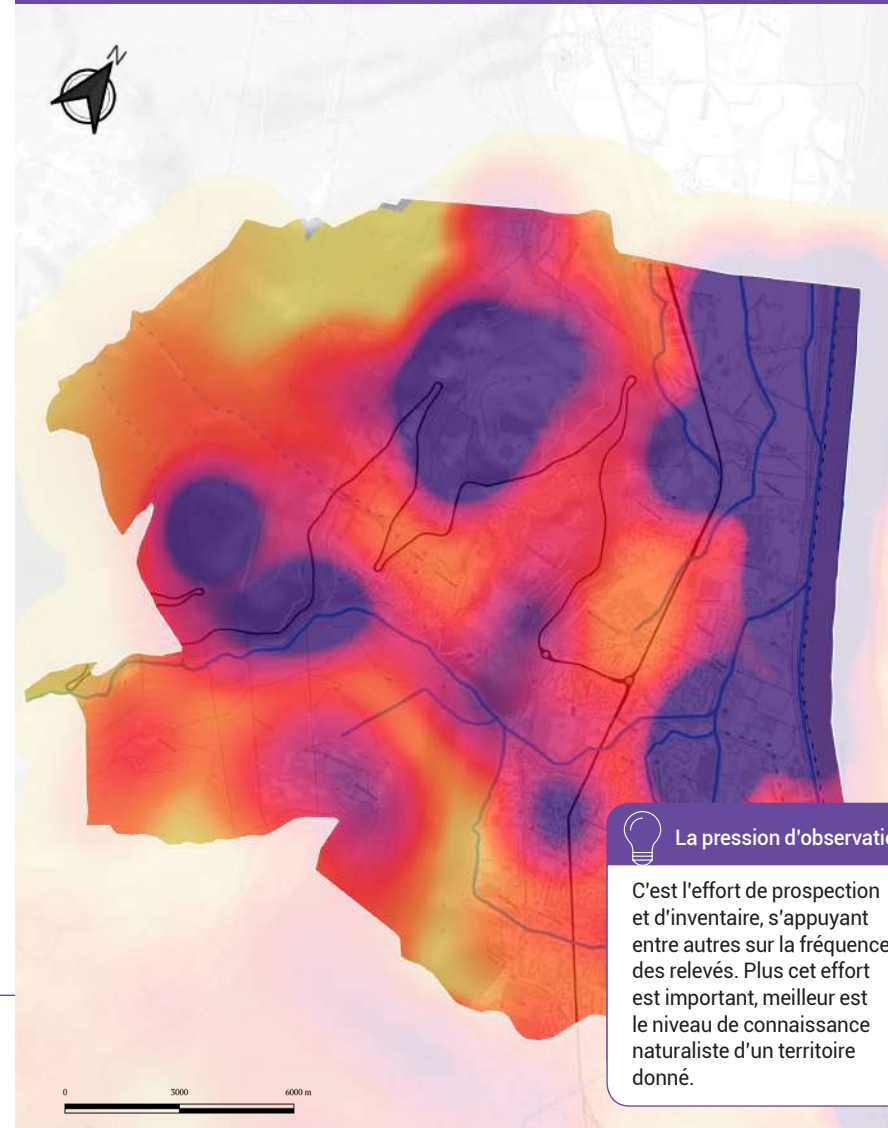 N
La pression d'observatio
C'est l'effort de prospection
et d'inventaire, s'appuyant
entre autres sur la fréquence
des relevés. Plus cet effort
est important, meilleur est
le niveau de connaissance
naturaliste d'un territoire
donné.
0 3000 6000 m